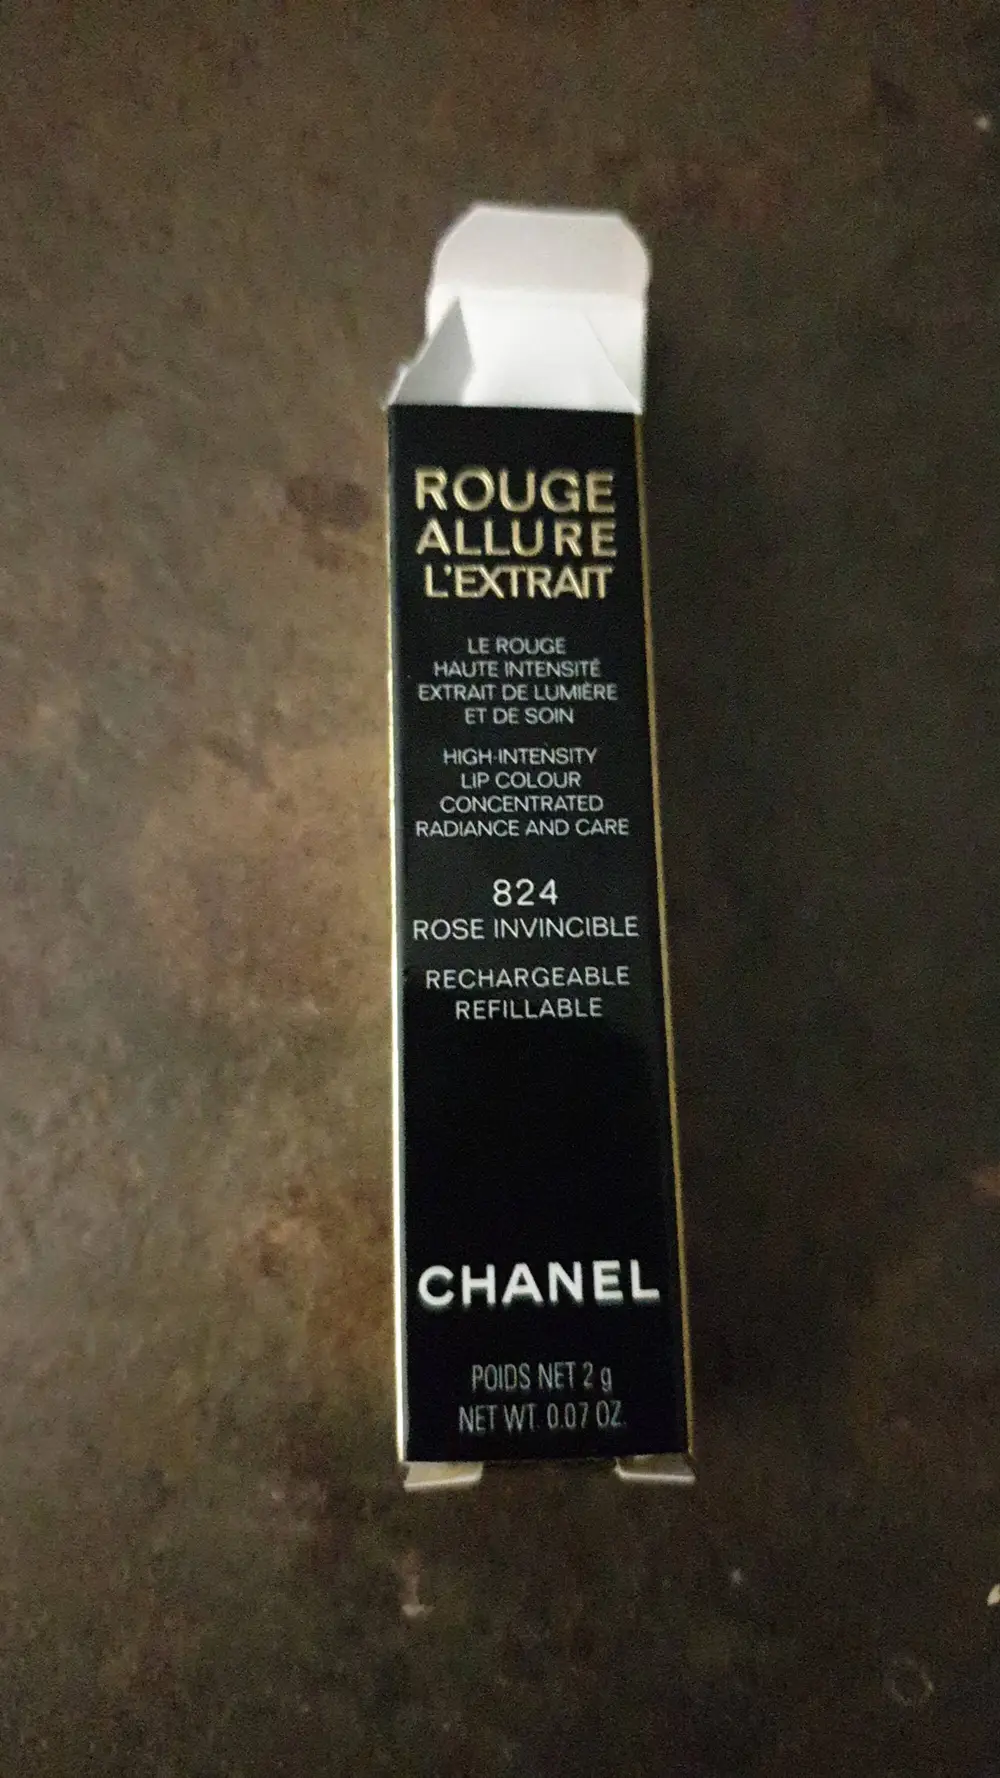 ROUGE
ALLURE
L'EXTRAIT
LE ROUGE
HAUTE INTENSITÉ
EXTRAIT DE LUMIÈRE
ET DE SOIN
HIGH-INTENSITY
LIP COLOUR
CONCENTRATED
RADIANCE AND CARE
824
ROSE INVINCIBLE
RECHARGEABLE
REFILLABLE
CHANEL
POIDS NET 2 g
NET WT. 0.07 OZ.